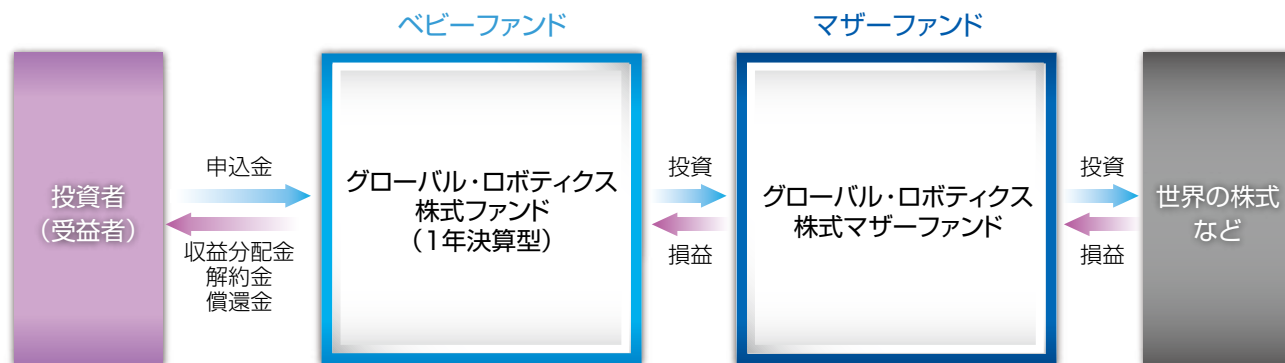 ベビーファンド
マザーファンド
投資者
（受益者）
申込金
収益分配金
解約金
償還金
グローバル・ロボティクス
株式ファンド
（1年決算型）
投資
損益
グローバル・ロボティクス
株式マザーファンド
投資
損益
世界の株式
など